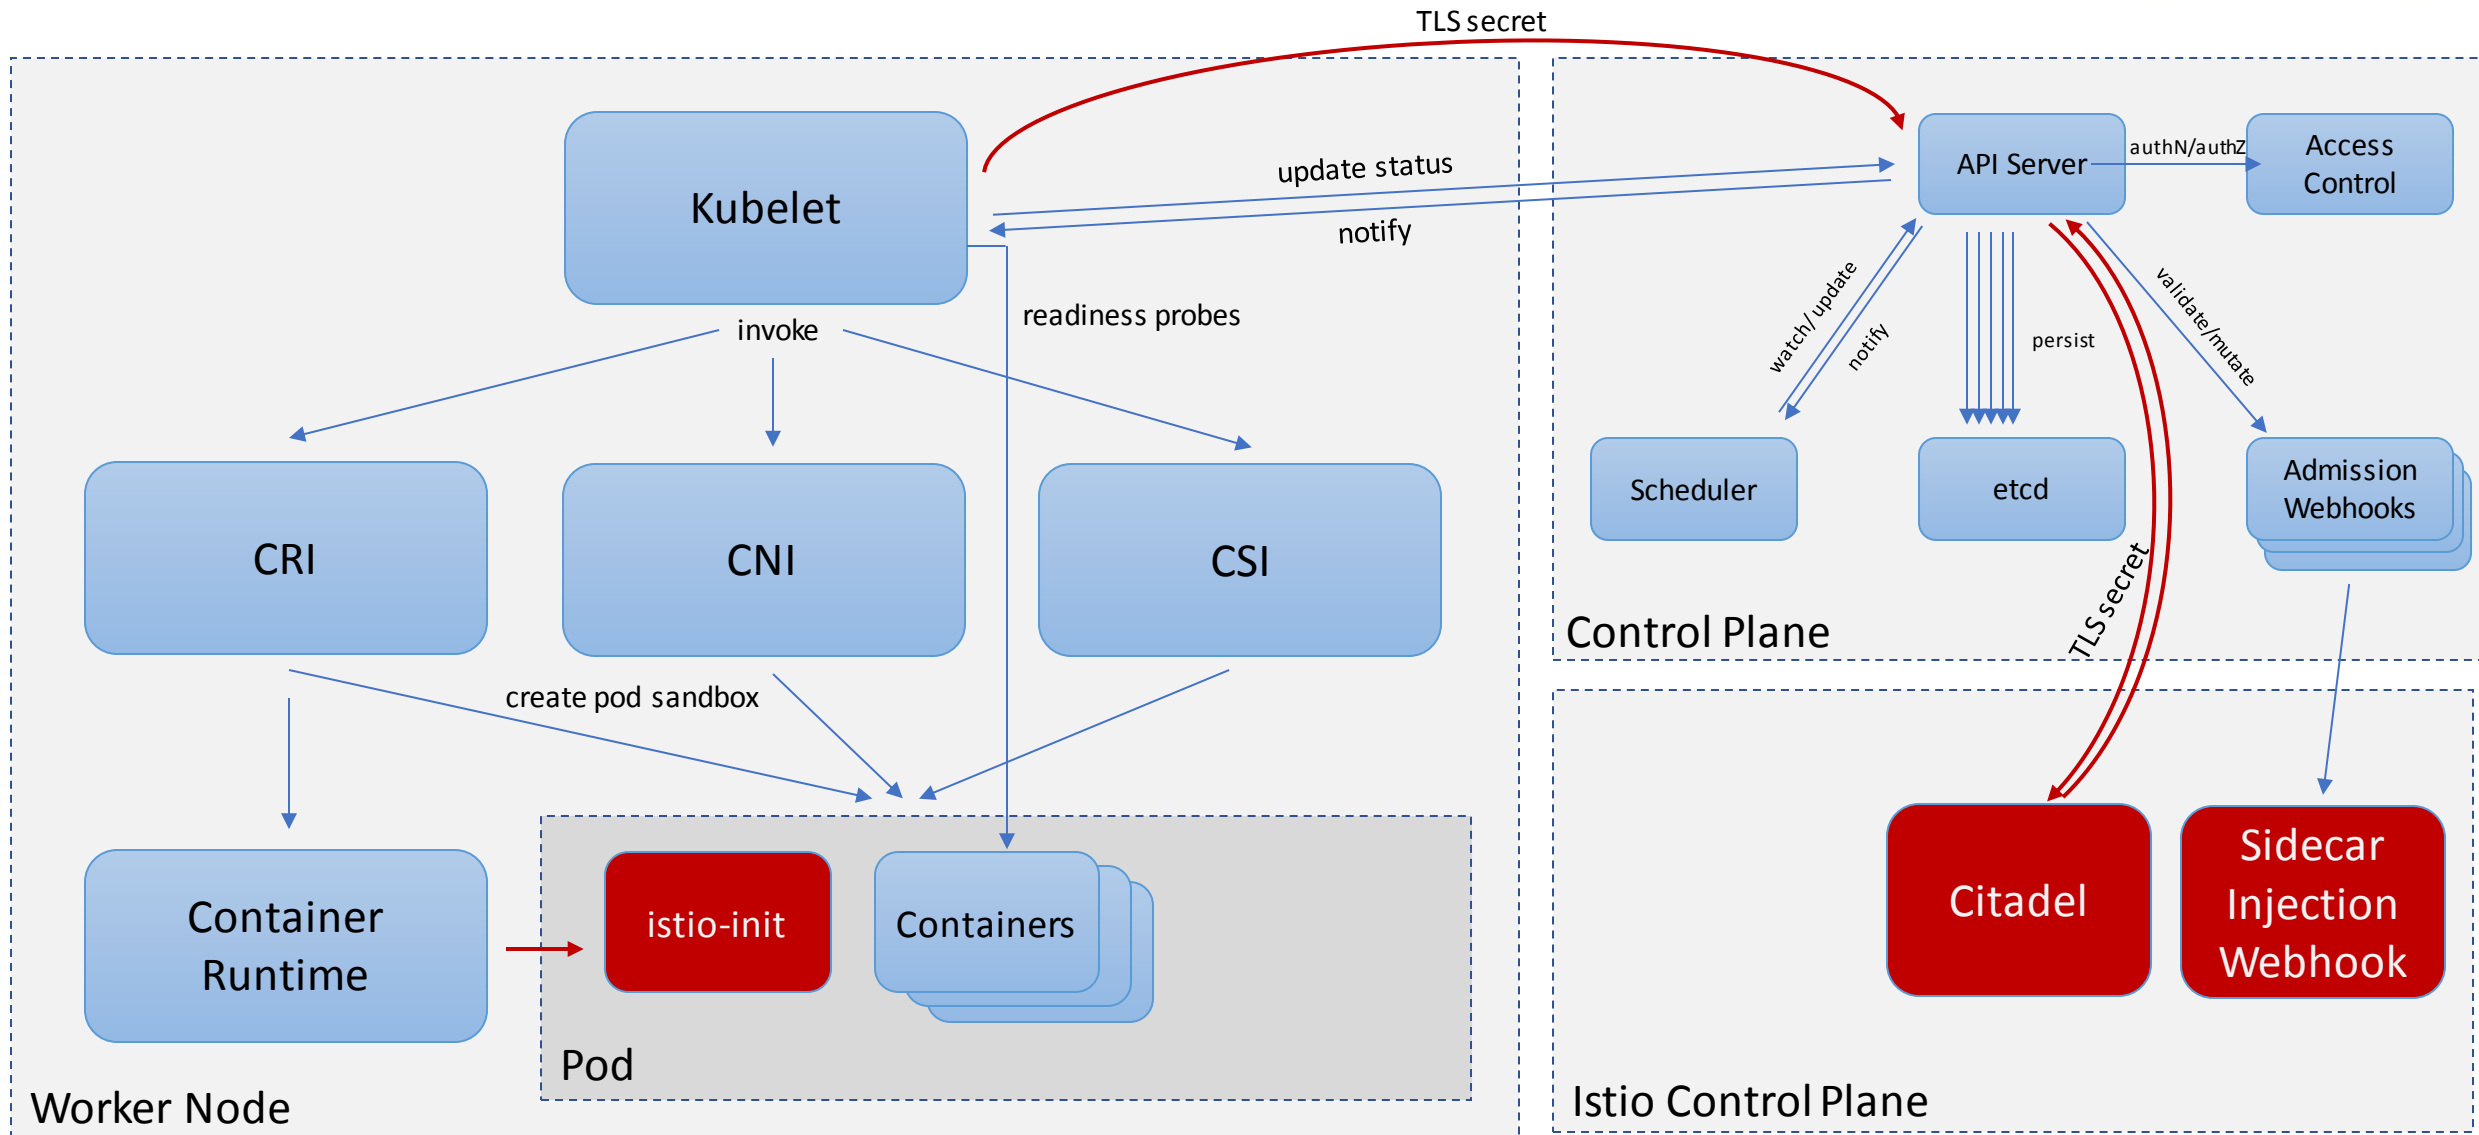 TLS secret
Kubelet
update status
notify
API Server
authN/authZ
Access
Control
invoke
readiness probes
watch/update
notify
persist
validate/mutate
CRI
CNI
CSI
Scheduler
etcd
Admission
Webhooks
TLS secret
Control Plane
create pod sandbox
Container
Runtime
istio-init
Containers
Pod
Worker Node
Citadel
Sidecar
Injection
Webhook
Istio Control Plane